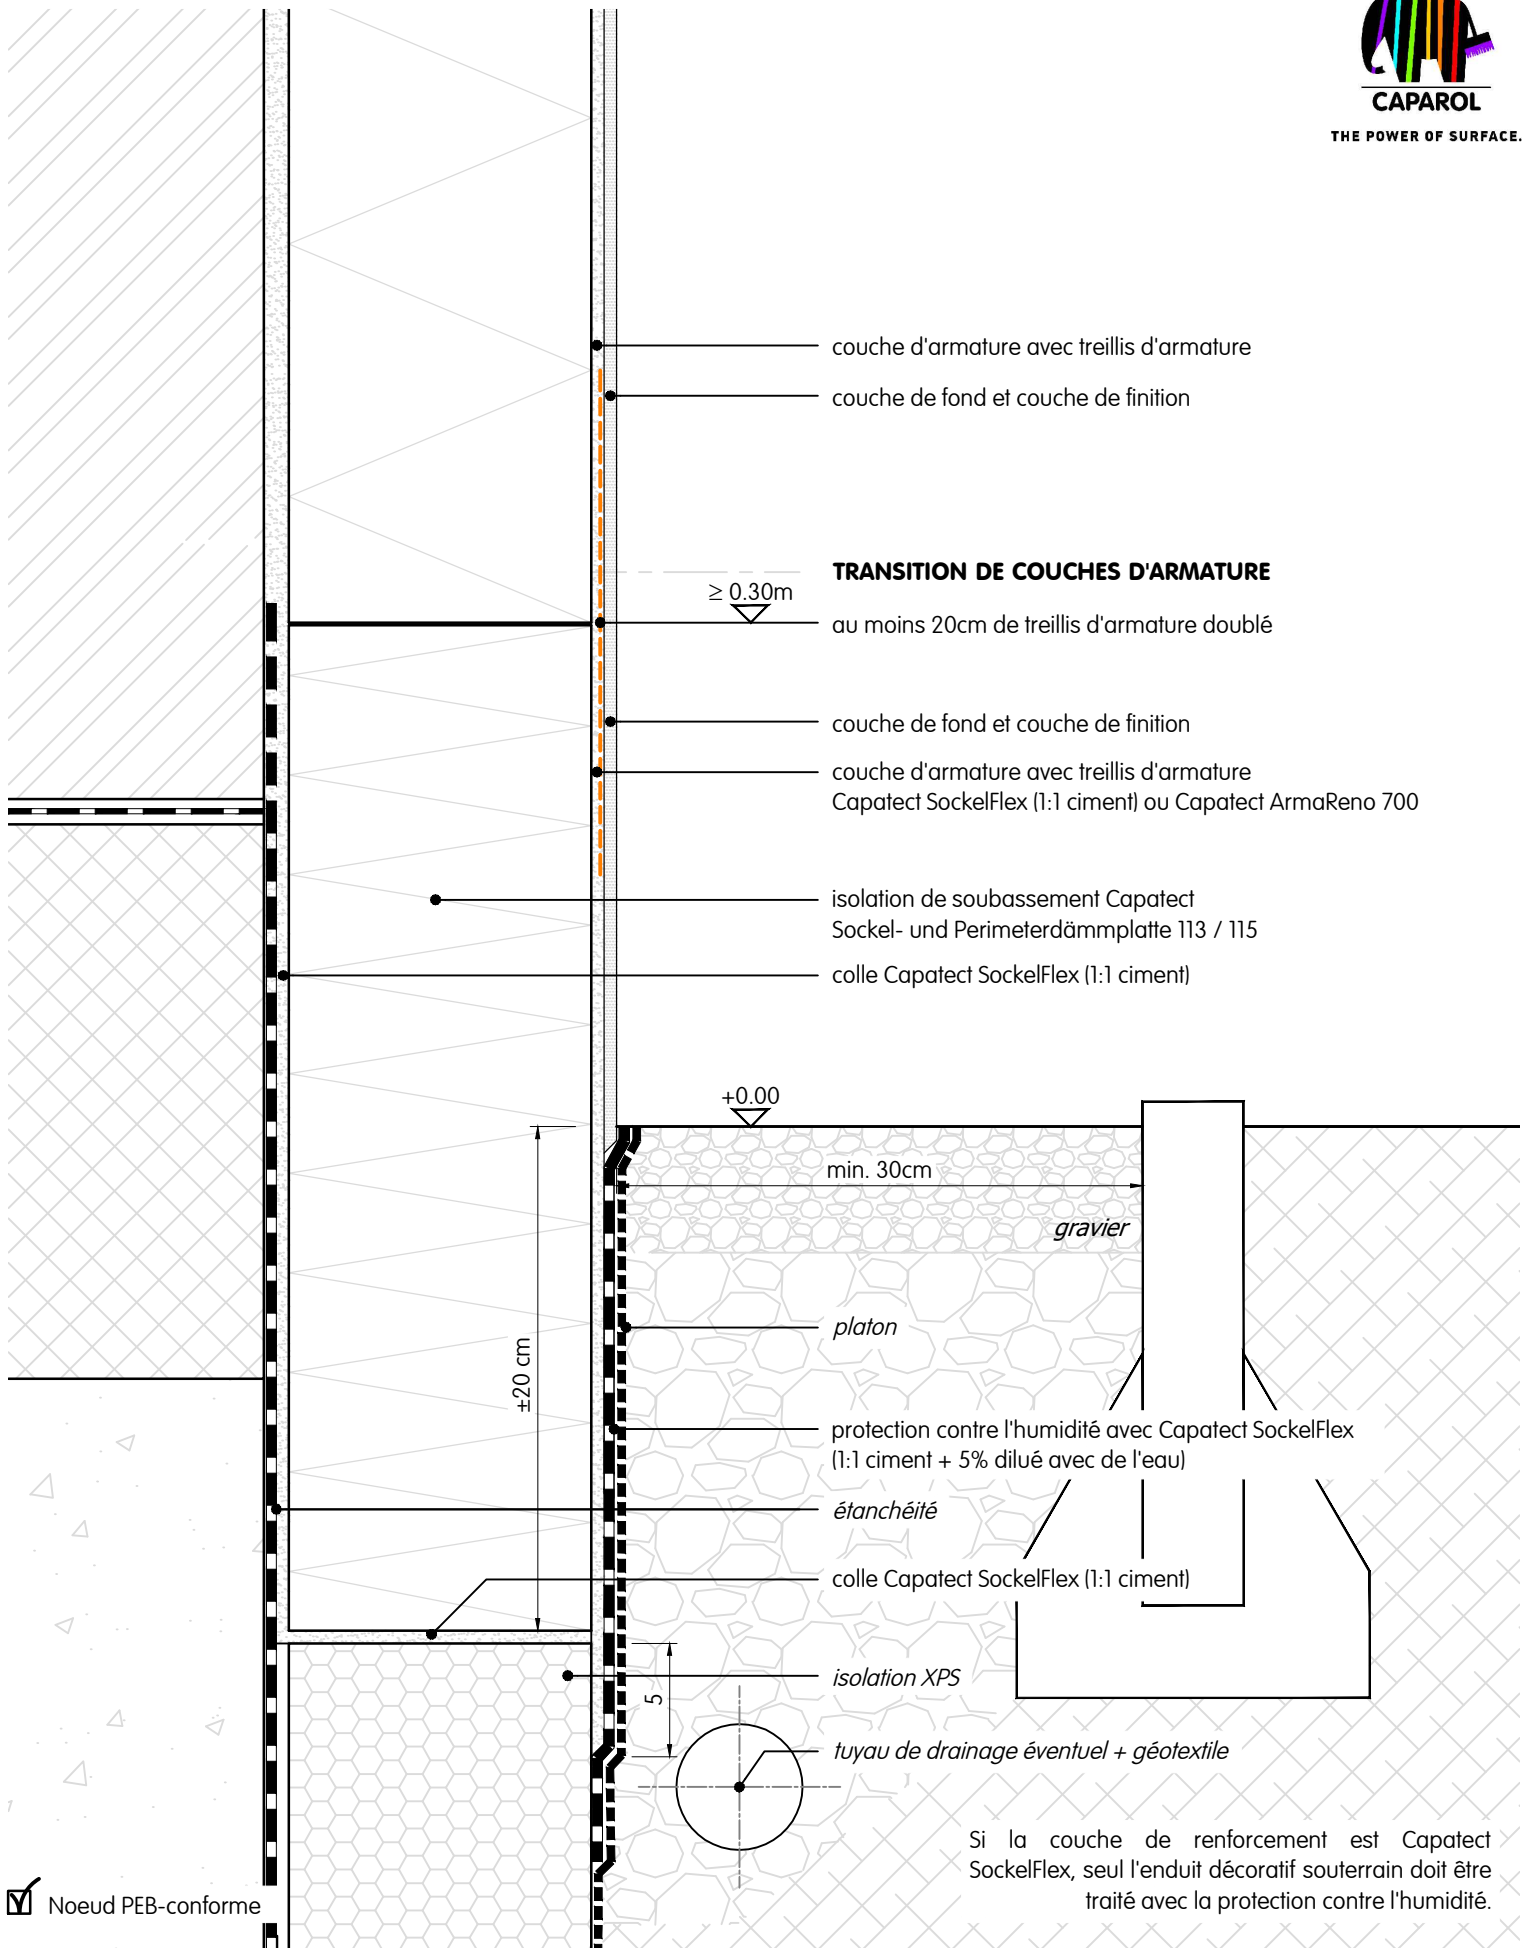 CAPAROL
THE POWER OF SURFACE.
couche d'armature avec treillis d'armature
couche de fond et couche de finition
TRANSITION DE COUCHES D'ARMATURE
≥ 0.30m
au moins 20cm de treillis d'armature doublé
couche de fond et couche de finition
couche d'armature avec treillis d'armature
Capatect SockelFlex (1:1 ciment) ou Capatect ArmaReno 700
isolation de soubassement Capatect
Sockel- und Perimeterdämmplatte 113 / 115
colle Capatect SockelFlex (1:1 ciment)
+0.00
min. 30cm
gravier
platon
±20 cm
protection contre l'humidité avec Capatect SockelFlex
(1:1 ciment + 5% dilué avec de l'eau)
étanchéité
colle Capatect SockelFlex (1:1 ciment)
isolation XPS
5
tuyau de drainage éventuel + géotextile
Si la couche de renforcement est Capatect
SockelFlex, seul l'enduit décoratif souterrain doit être
traité avec la protection contre l'humidité.
Noeud PEB-conforme